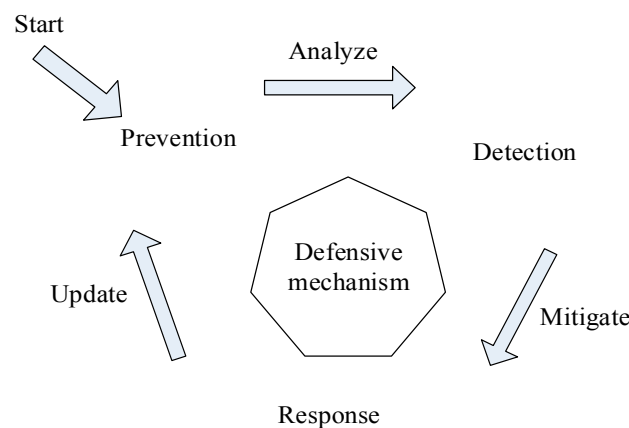 Start
Analyze
Prevention
Detection
Defensive
mechanism
Update
Mitigate
Response